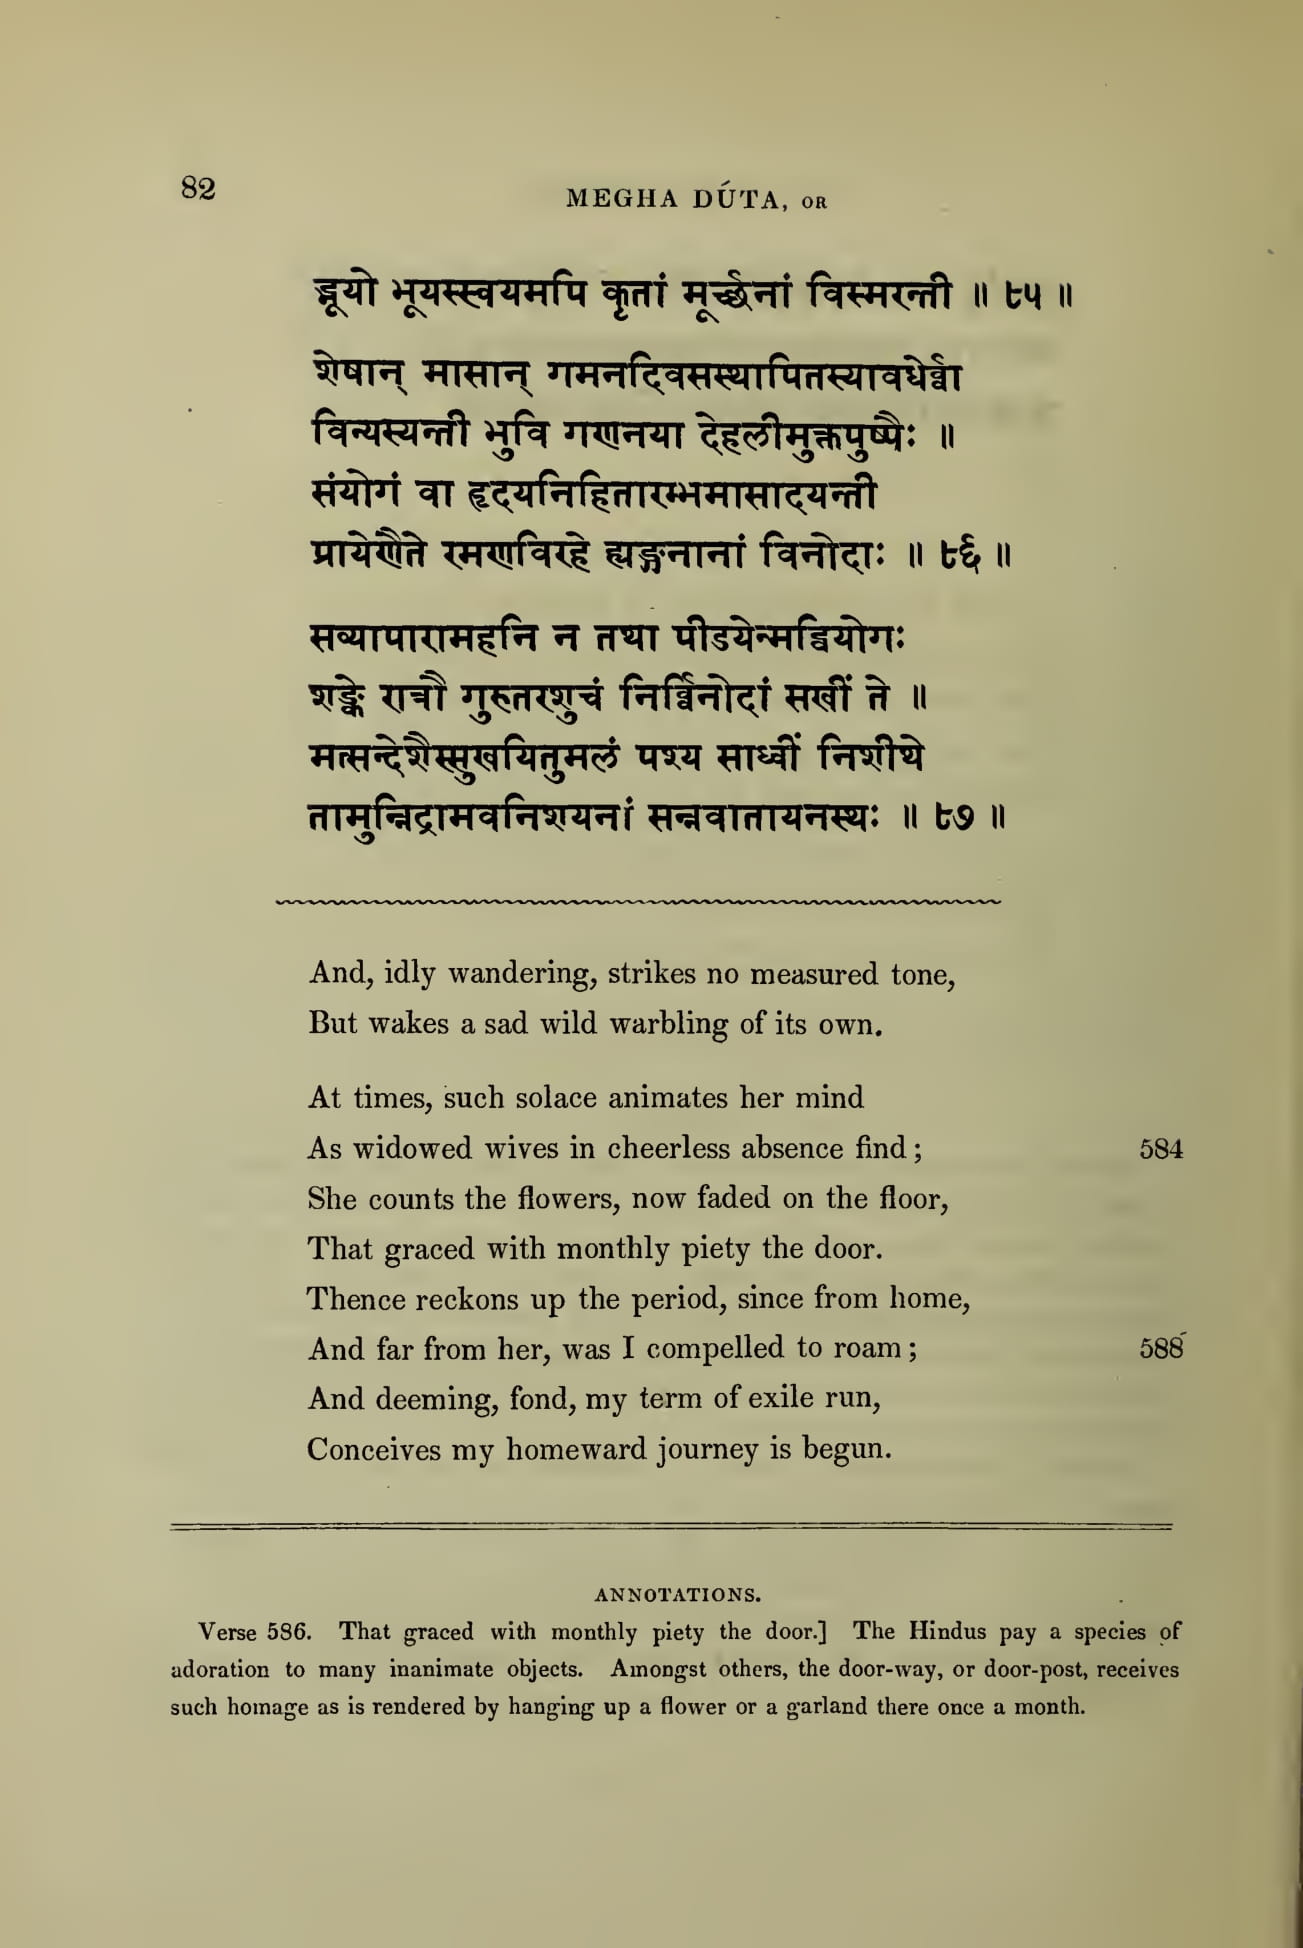 82
MEGHA DÚTA, OR
द्भूयो भूयस्स्वयमपि कृतां मूर्च्छनां विस्मरन्ती ॥ ८५ ॥
शेषान् मासान् गमनदिवसस्थापितस्यावधेर्व्वा
विन्यस्यन्ती भुवि गणनया देहलीमुक्तपुष्पैः ॥
संयोगं वा हृदयनिहितारम्भमासादयन्ती
प्रायेणैते रमणविरहे ह्यङ्गनानां विनोदाः ॥ ८६ ॥
सव्यापारामहनि न तथा पीडयेन्मद्वियोगः
शङ्के रात्रौ गुरुतरशुचं निर्व्विनोदां सखीं ते ॥
मत्सन्देशैस्सुखयितुमलं पश्य साध्वीं निशीथे
तामुन्निद्रामवनिशयनां सन्नवातायनस्थः ॥ ८७ ॥
And, idly wandering, strikes no measured tone,
But wakes a sad wild warbling of its own.
At times, such solace animates her mind
As widowed wives in cheerless absence find; 584
She counts the flowers, now faded on the floor,
That graced with monthly piety the door.
Thence reckons up the period, since from home,
And far from her, was I compelled to roam; 588
And deeming, fond, my term of exile run,
Conceives my homeward journey is begun.
ANNOTATIONS.
Verse 586. That graced with monthly piety the door.] The Hindus pay a species of
adoration to many inanimate objects. Amongst others, the door-way, or door-post, receives
such homage as is rendered by hanging up a flower or a garland there once a month.